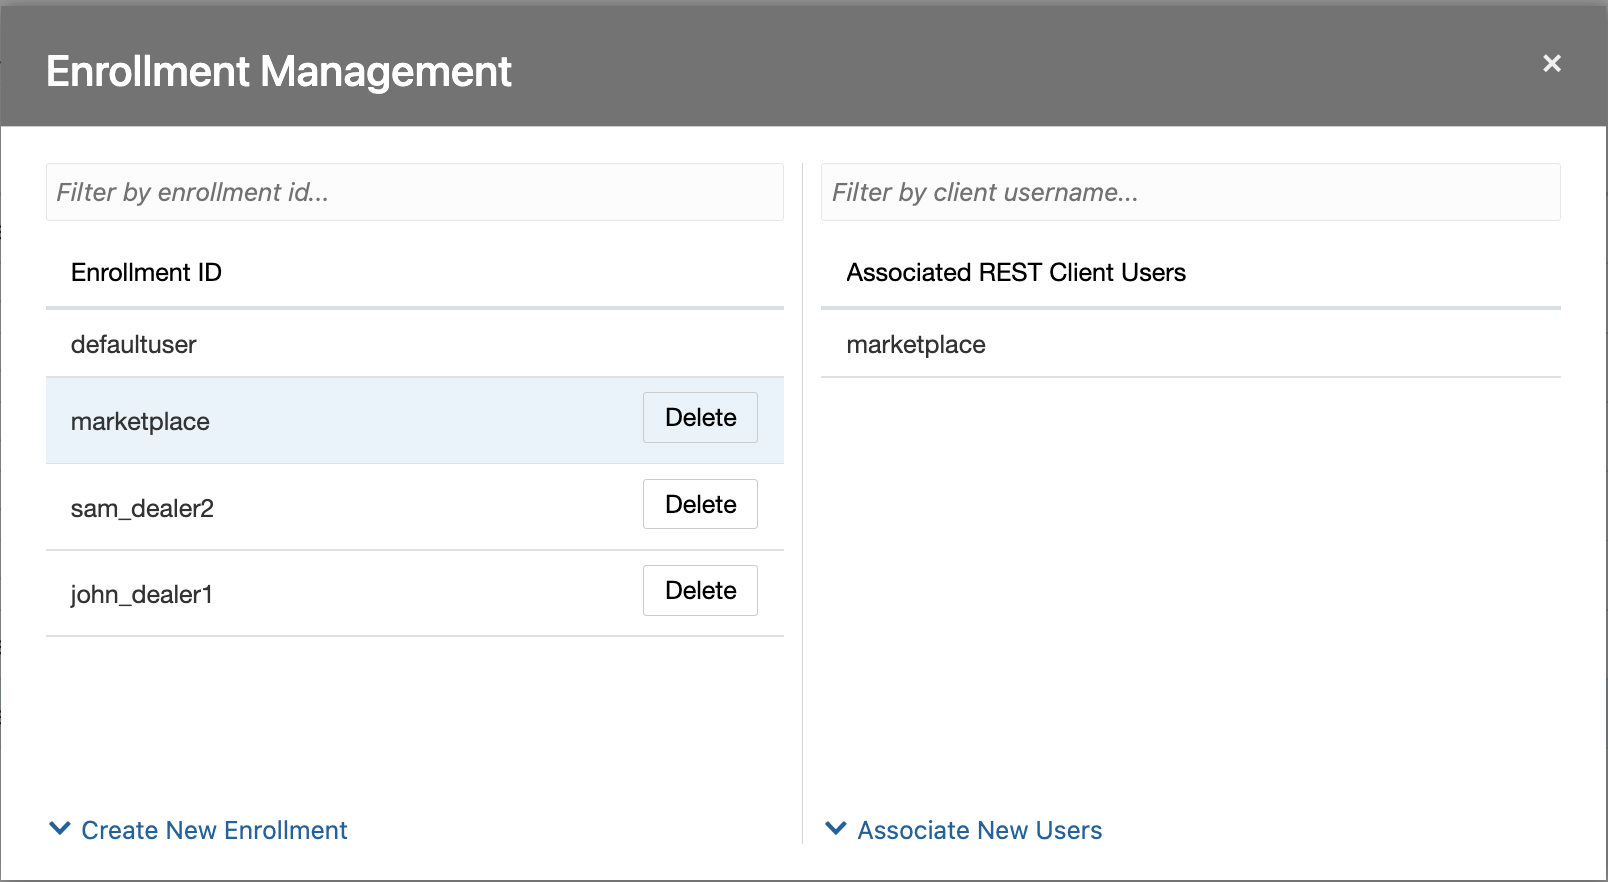 Enrollment Management
Filter by enrollment id...
Enrollment ID
defaultuser
marketplace Delete
sam_dealer2 Delete
john_dealer1 Delete
Create New Enrollment
Filter by client username...
Associated REST Client Users
marketplace
Associate New Users